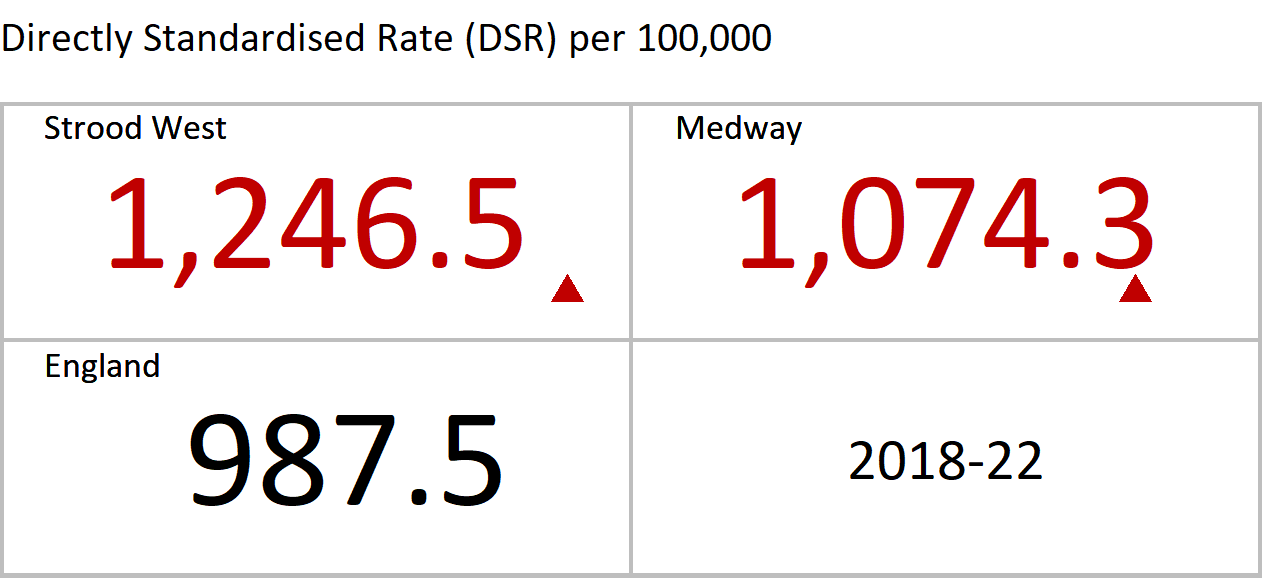 Directly Standardised Rate (DSR) per 100,000
Strood West
1,246.5
Medway
1,074.3
England
987.5
2018-22